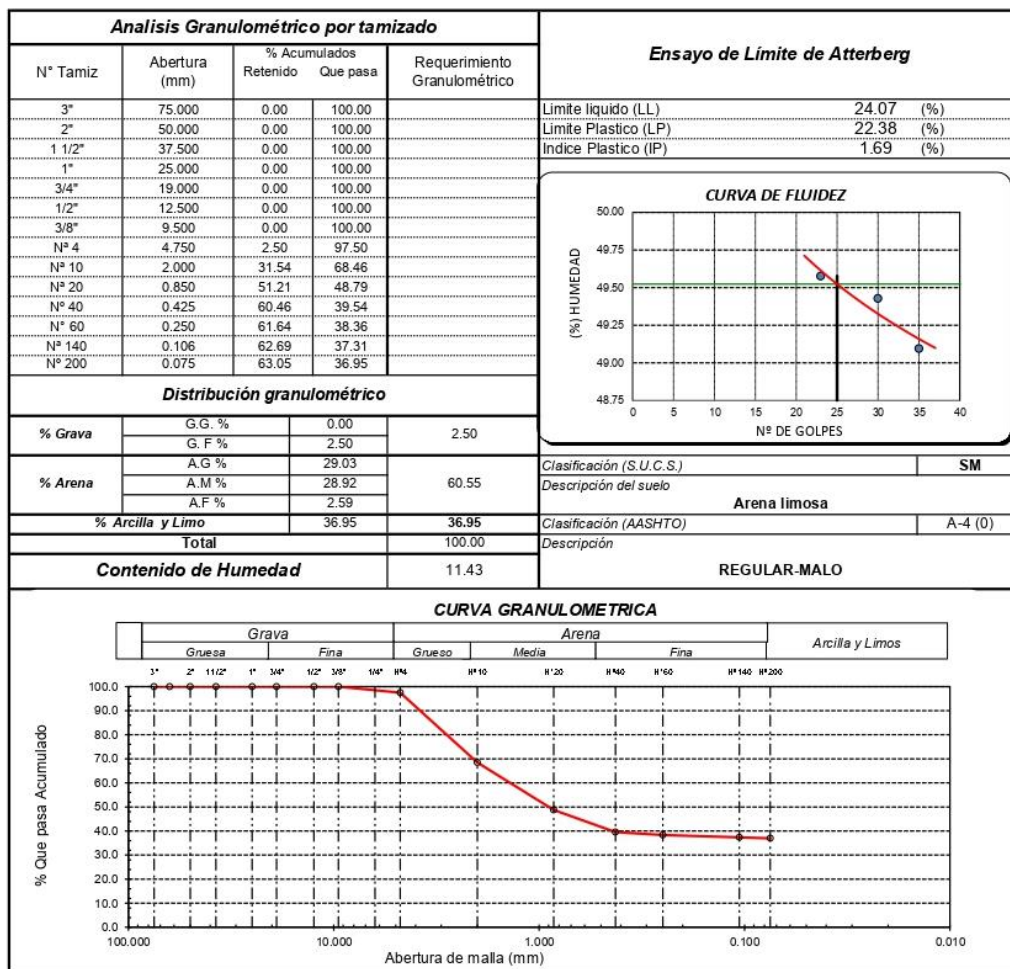 Analisis Granulométrico por tamizado
N° Tamiz Abertura (mm) % Acumulados Retenido Que pasa Requerimiento Granulométrico
3" 75.000 0.00 100.00
2" 50.000 0.00 100.00
1 1/2" 37.500 0.00 100.00
1" 25.000 0.00 100.00
3/4" 19.000 0.00 100.00
1/2" 12.500 0.00 100.00
3/8" 9.500 0.00 100.00
Nª 4 4.750 2.50 97.50
Nª 10 2.000 31.54 68.46
Nª 20 0.850 51.21 48.79
Nº 40 0.425 60.46 39.54
N° 60 0.250 61.64 38.36
Nª 140 0.106 62.69 37.31
Nº 200 0.075 63.05 36.95
Distribución granulométrico
% Grava G.G. % 0.00 2.50
G. F % 2.50
% Arena A.G % 29.03 60.55
A.M % 28.92
A.F % 2.59
% Arcilla y Limo 36.95 36.95
Total 100.00
Contenido de Humedad 11.43
Ensayo de Límite de Atterberg
Limite liquido (LL) 24.07 (%)
Limite Plastico (LP) 22.38 (%)
Indice Plastico (IP) 1.69 (%)
CURVA DE FLUIDEZ
(%) HUMEDAD
50.00
49.75
49.50
49.25
49.00
48.75
0 5 10 15 20 25 30 35 40
Nº DE GOLPES
Clasificación (S.U.C.S.) SM
Descripción del suelo
Arena limosa
Clasificación (AASHTO) A-4 (0)
Descripción
REGULAR-MALO
CURVA GRANULOMETRICA
Grava Arena Arcilla y Limos
Gruesa Fina Grueso Media Fina
3" 2" 11/2" 1" 3/4" 1/2" 3/8" 1/4" Hª4 Hª10 Hª20 Hª40 Hª60 Hª140 Hª200
% Que pasa Acumulado
100.0
90.0
80.0
70.0
60.0
50.0
40.0
30.0
20.0
10.0
0.0
100.000 10.000 1.000 0.100 0.010
Abertura de malla (mm)